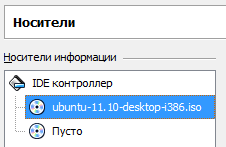 Носители
Носители информации
IDE контроллер
ubuntu-11.10-desktop-i386.iso
Пусто